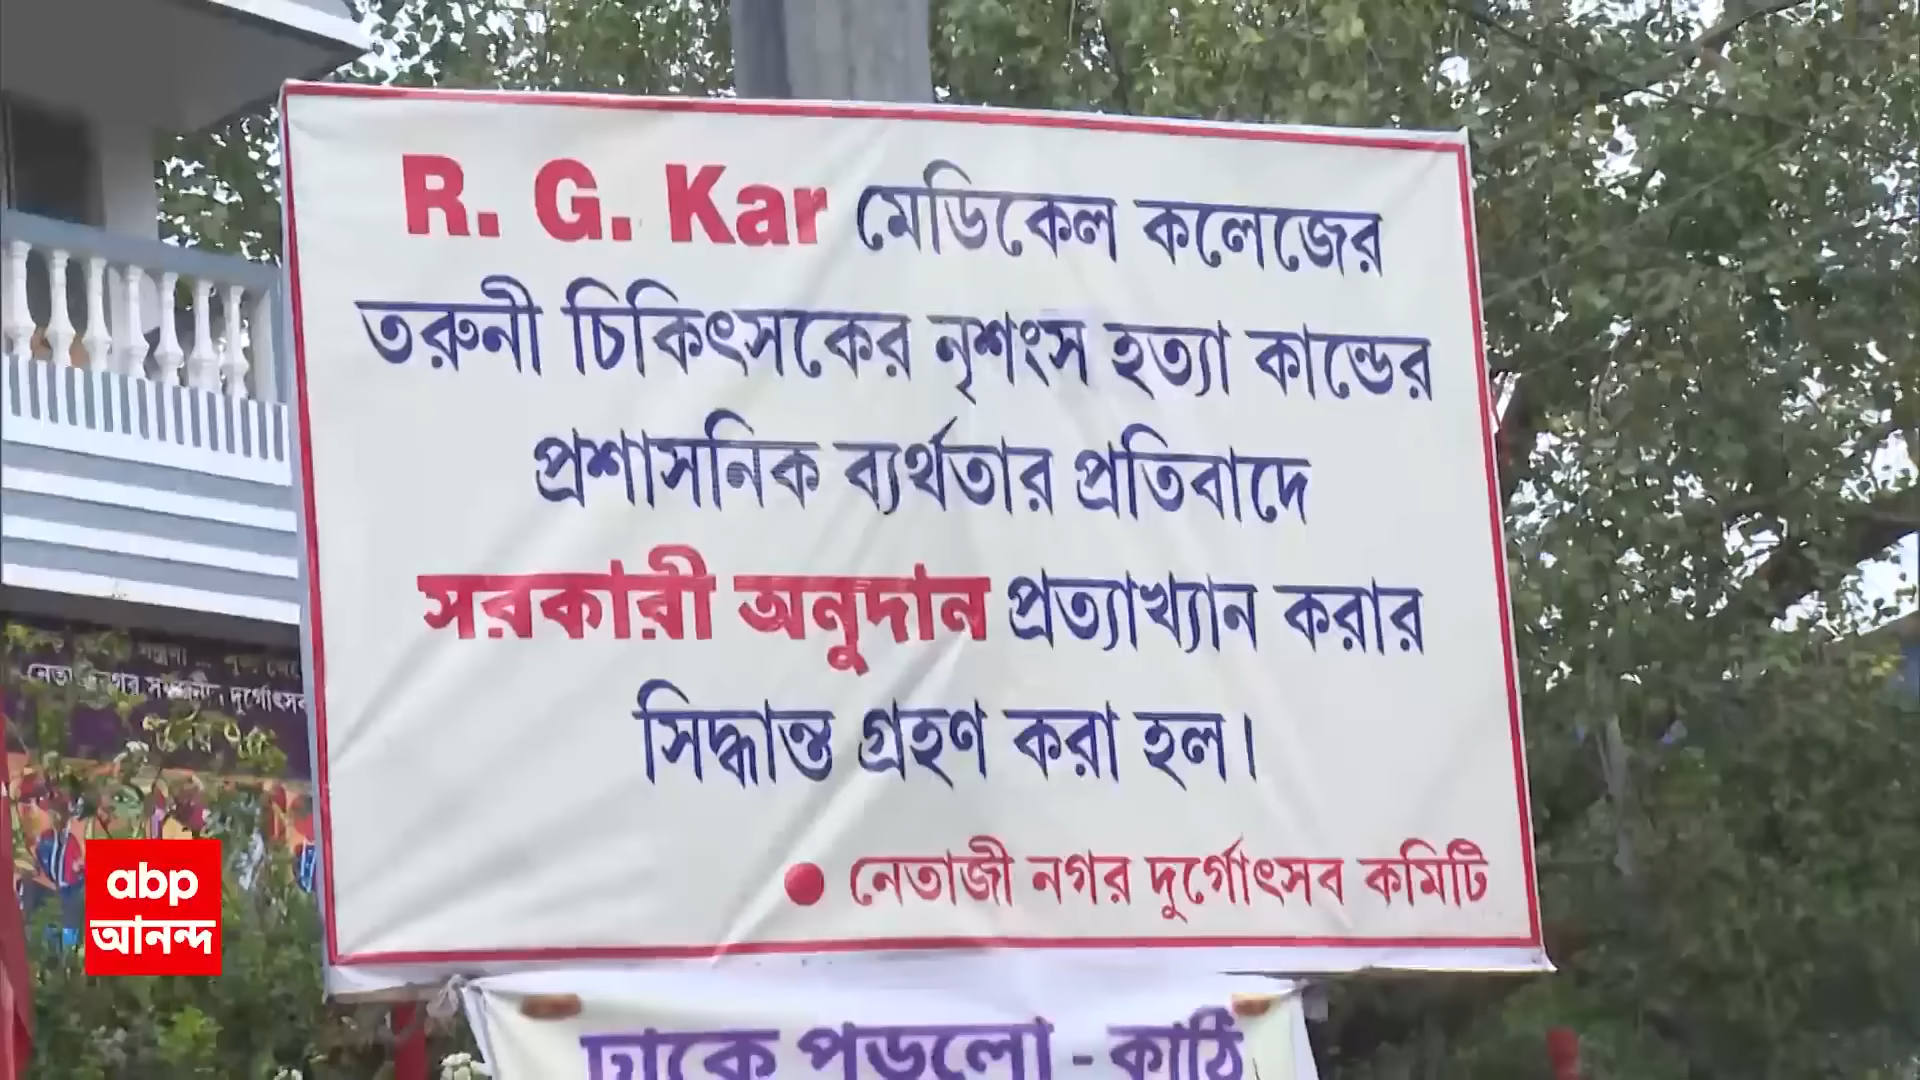 R. G. Kar মেডিকেল কলেজের
তরুনী চিকিৎসকের নৃশংস হত্যা কান্ডের
প্রশাসনিক ব্যর্থতার প্রতিবাদে
সরকারী অনুদান প্রত্যাখ্যান করার
সিদ্ধান্ত গ্রহণ করা হল।
● নেতাজী নগর দুর্গোৎসব কমিটি
ঢাকে পড়লো - কাঠি
abp
আনন্দ